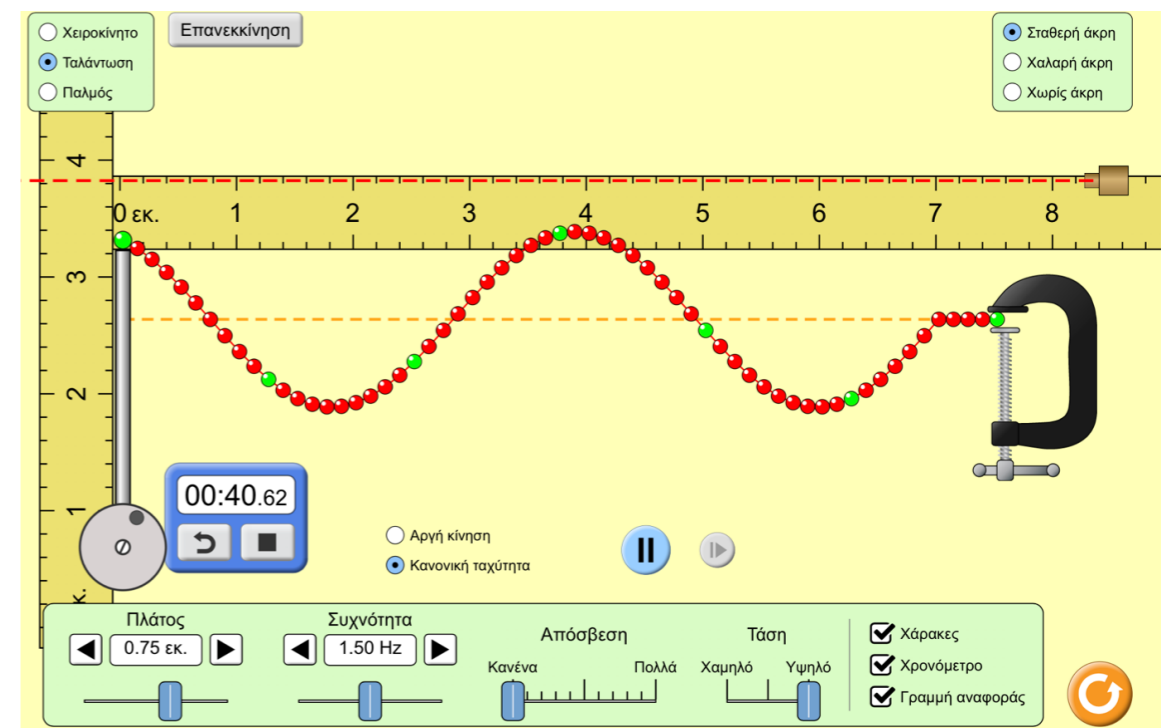 Χειροκίνητο
Ταλάντωση
Παλμός
Επανεκκίνηση
Σταθερή άκρη
Χαλαρή άκρη
Χωρίς άκρη
4
3
2
1
κ.
0 εκ. 1 2 3 4 5 6 7 8
00:40.62
Αργή κίνηση
Κανονική ταχύτητα
Πλάτος
0.75 εκ.
Συχνότητα
1.50 Hz
Απόσβεση
Κανένα Πολλά
Τάση
Χαμηλό Υψηλό
Χάρακες
Χρονόμετρο
Γραμμή αναφοράς